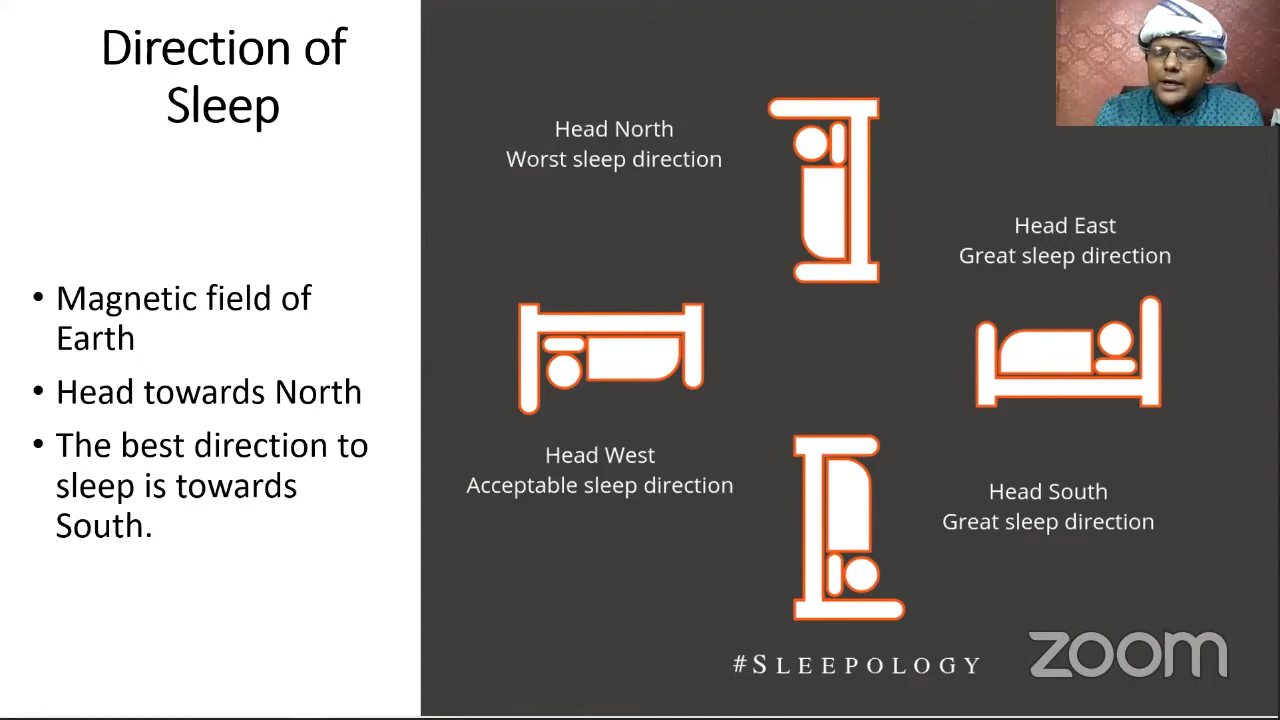 Direction of
Sleep
• Magnetic field of
Earth
• Head towards North
• The best direction to
sleep is towards
South.
Head North
Worst sleep direction
Head East
Great sleep direction
Head West
Acceptable sleep direction
Head South
Great sleep direction
#SLEEPOLOGY
zoom